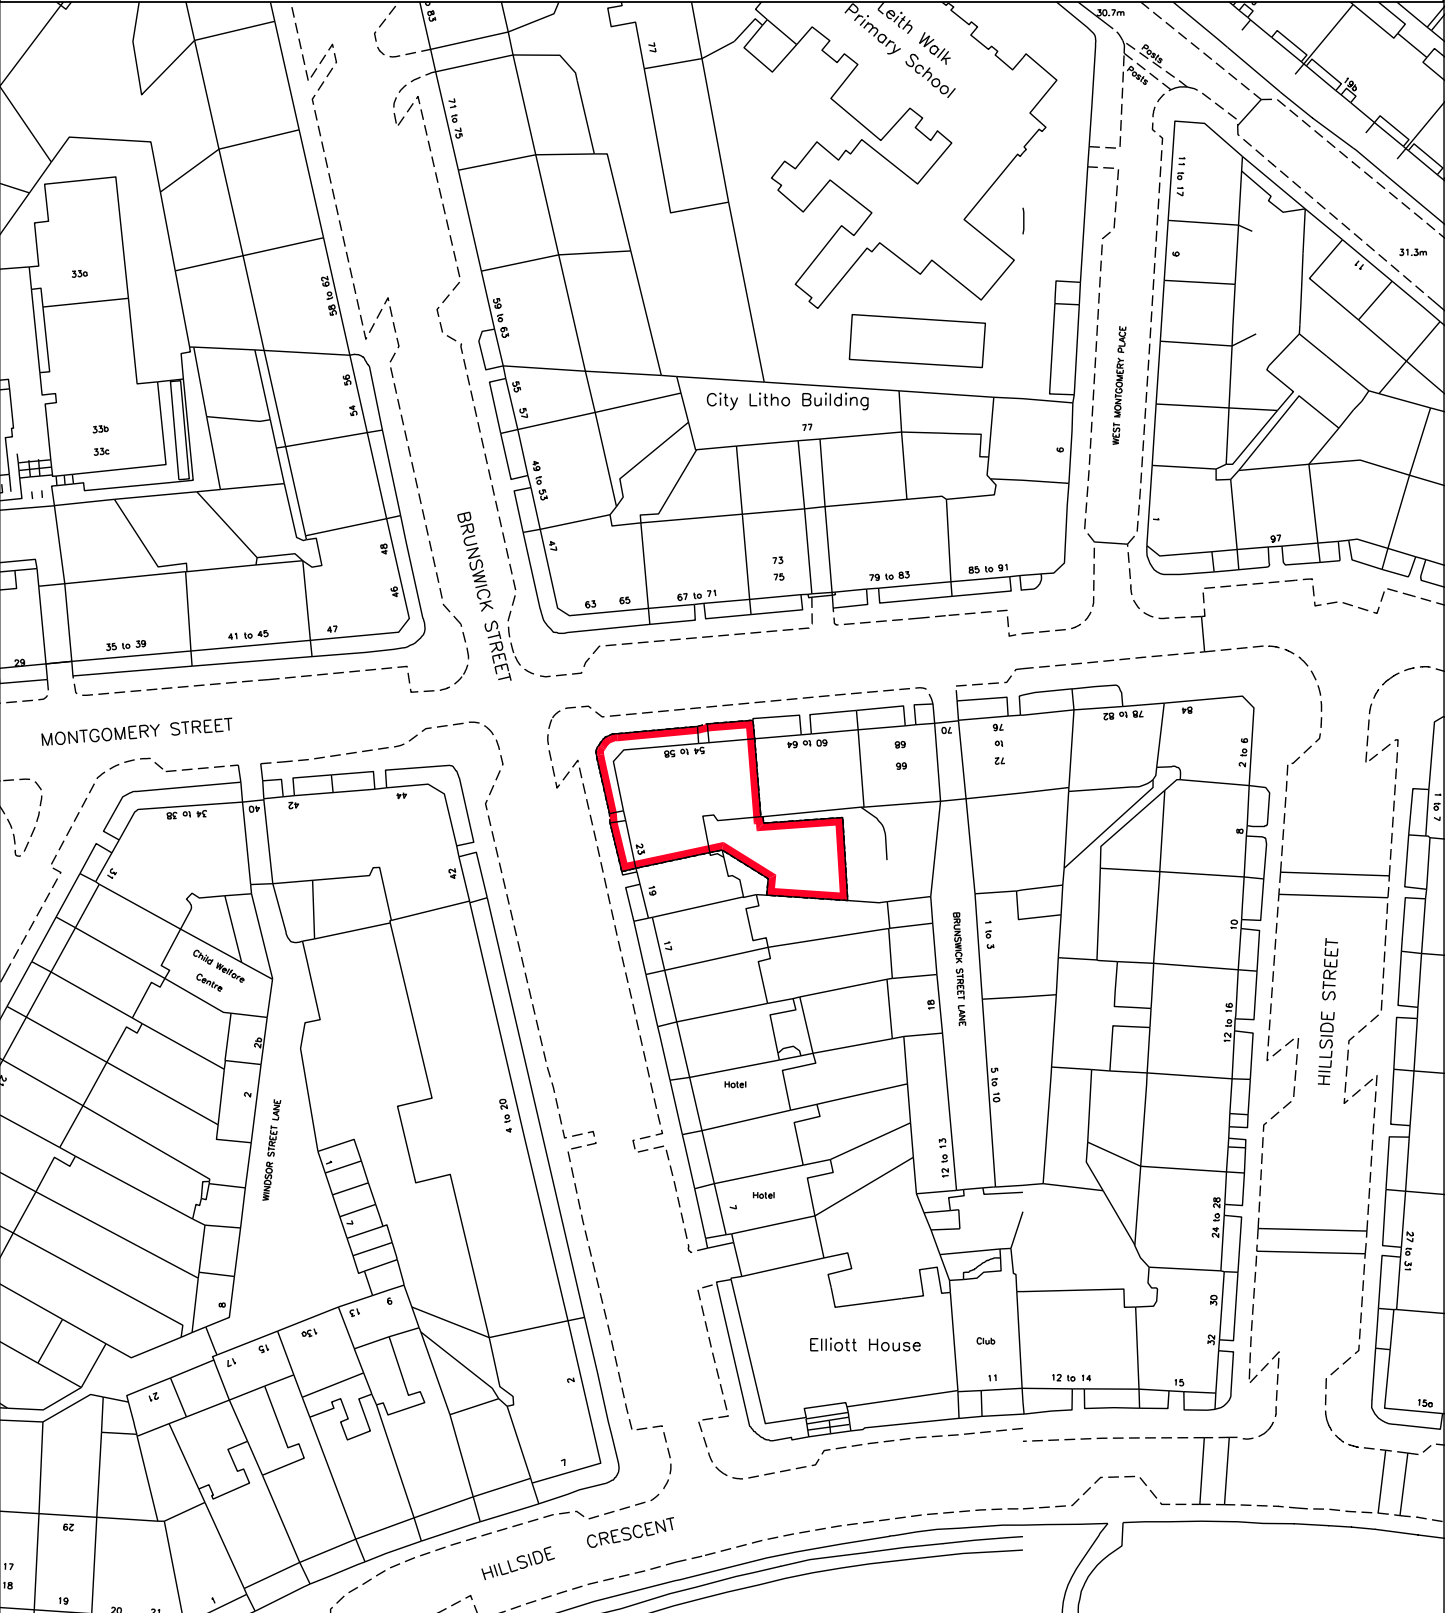 83
77
Leith Walk
Primary School
30.7m
Posts
Posts
19b
71 to 75
11 to 17
33a
58 to 62
59 to 63
6
11
31.3m
WEST MONTGOMERY PLACE
56
54
55
57
City Litho Building
77
33b
33c
6
49 to 53
1
BRUNSWICK STREET
48
46
47
73
75
97
63
65
67 to 71
79 to 83
85 to 91
29
35 to 39
41 to 45
47
MONTGOMERY STREET
54 to 58
60 to 64
68
66
70
76
to
72
78 to 82
84
2 to 6
34 to 38
40
42
44
1 to 7
8
31
42
23
19
17
10
Child Welfare
Centre
BRUNSWICK STREET LANE
1 to 3
18
12 to 16
HILLSIDE STREET
2b
2
Hotel
5 to 10
4 to 20
WINDSOR STREET LANE
1
7
12 to 13
Hotel
7
24 to 28
27 to 31
8
9
13
13a
15
17
21
30
32
Elliott House
Club
11
12 to 14
15
15a
2
7
HILLSIDE CRESCENT
29
17
18
19
20
21
1